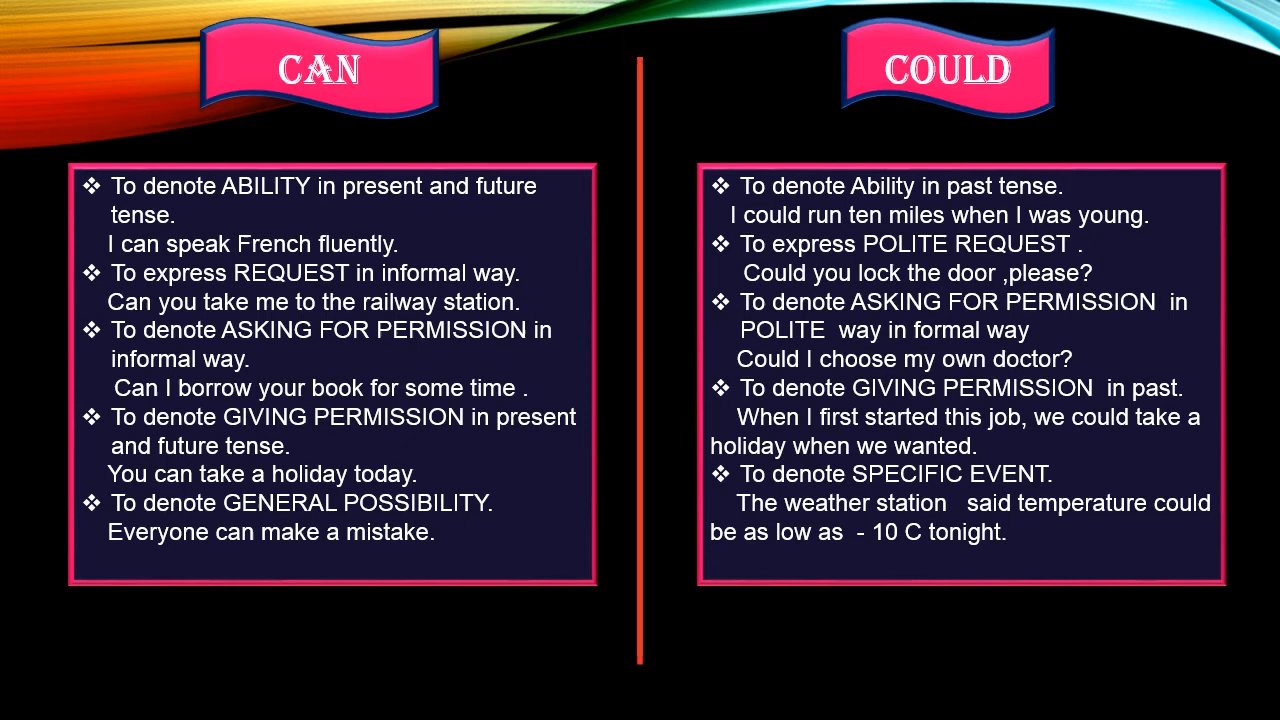 CAN
❖ To denote ABILITY in present and future
tense.
I can speak French fluently.
❖ To express REQUEST in informal way.
Can you take me to the railway station.
❖ To denote ASKING FOR PERMISSION in
informal way.
Can I borrow your book for some time .
❖ To denote GIVING PERMISSION in present
and future tense.
You can take a holiday today.
❖ To denote GENERAL POSSIBILITY.
Everyone can make a mistake.
COULD
❖ To denote Ability in past tense.
I could run ten miles when I was young.
❖ To express POLITE REQUEST .
Could you lock the door ,please?
❖ To denote ASKING FOR PERMISSION in
POLITE way in formal way
Could I choose my own doctor?
❖ To denote GIVING PERMISSION in past.
When I first started this job, we could take a
holiday when we wanted.
❖ To denote SPECIFIC EVENT.
The weather station said temperature could
be as low as - 10 C tonight.